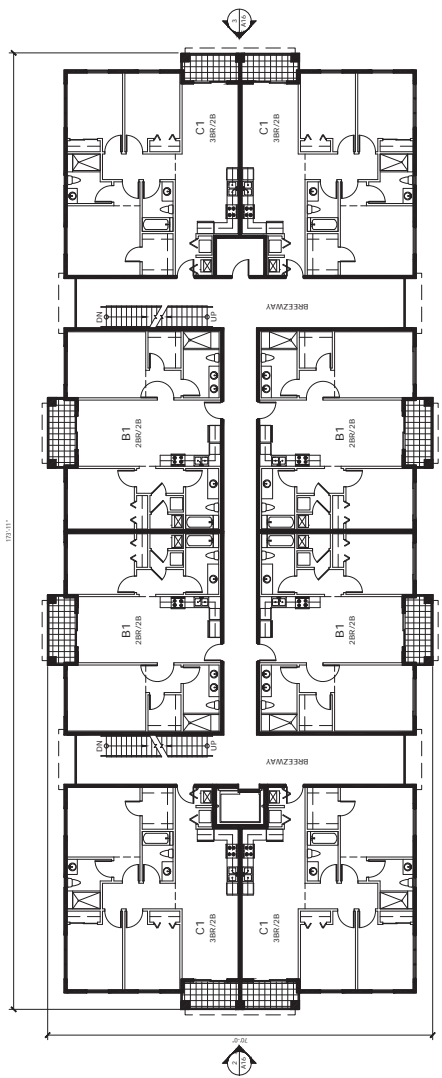 3
A16
C1
3BR/2B
C1
3BR/2B
DN
UP
BREEZWAY
B1
2BR/2B
B1
2BR/2B
173'-11"
B1
2BR/2B
B1
2BR/2B
DN
UP
BREEZWAY
C1
3BR/2B
C1
3BR/2B
70'-0"
2
A16